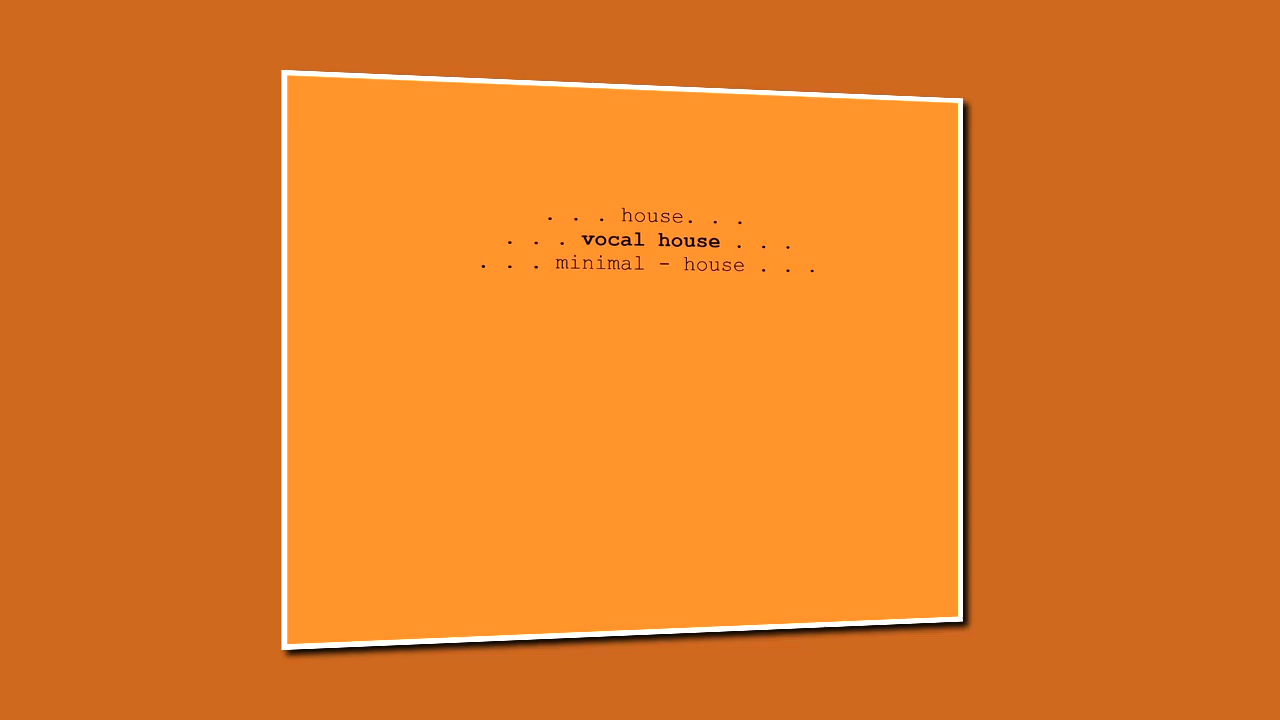 . . . house. . .
. . . vocal house . . .
. . . minimal - house . . .